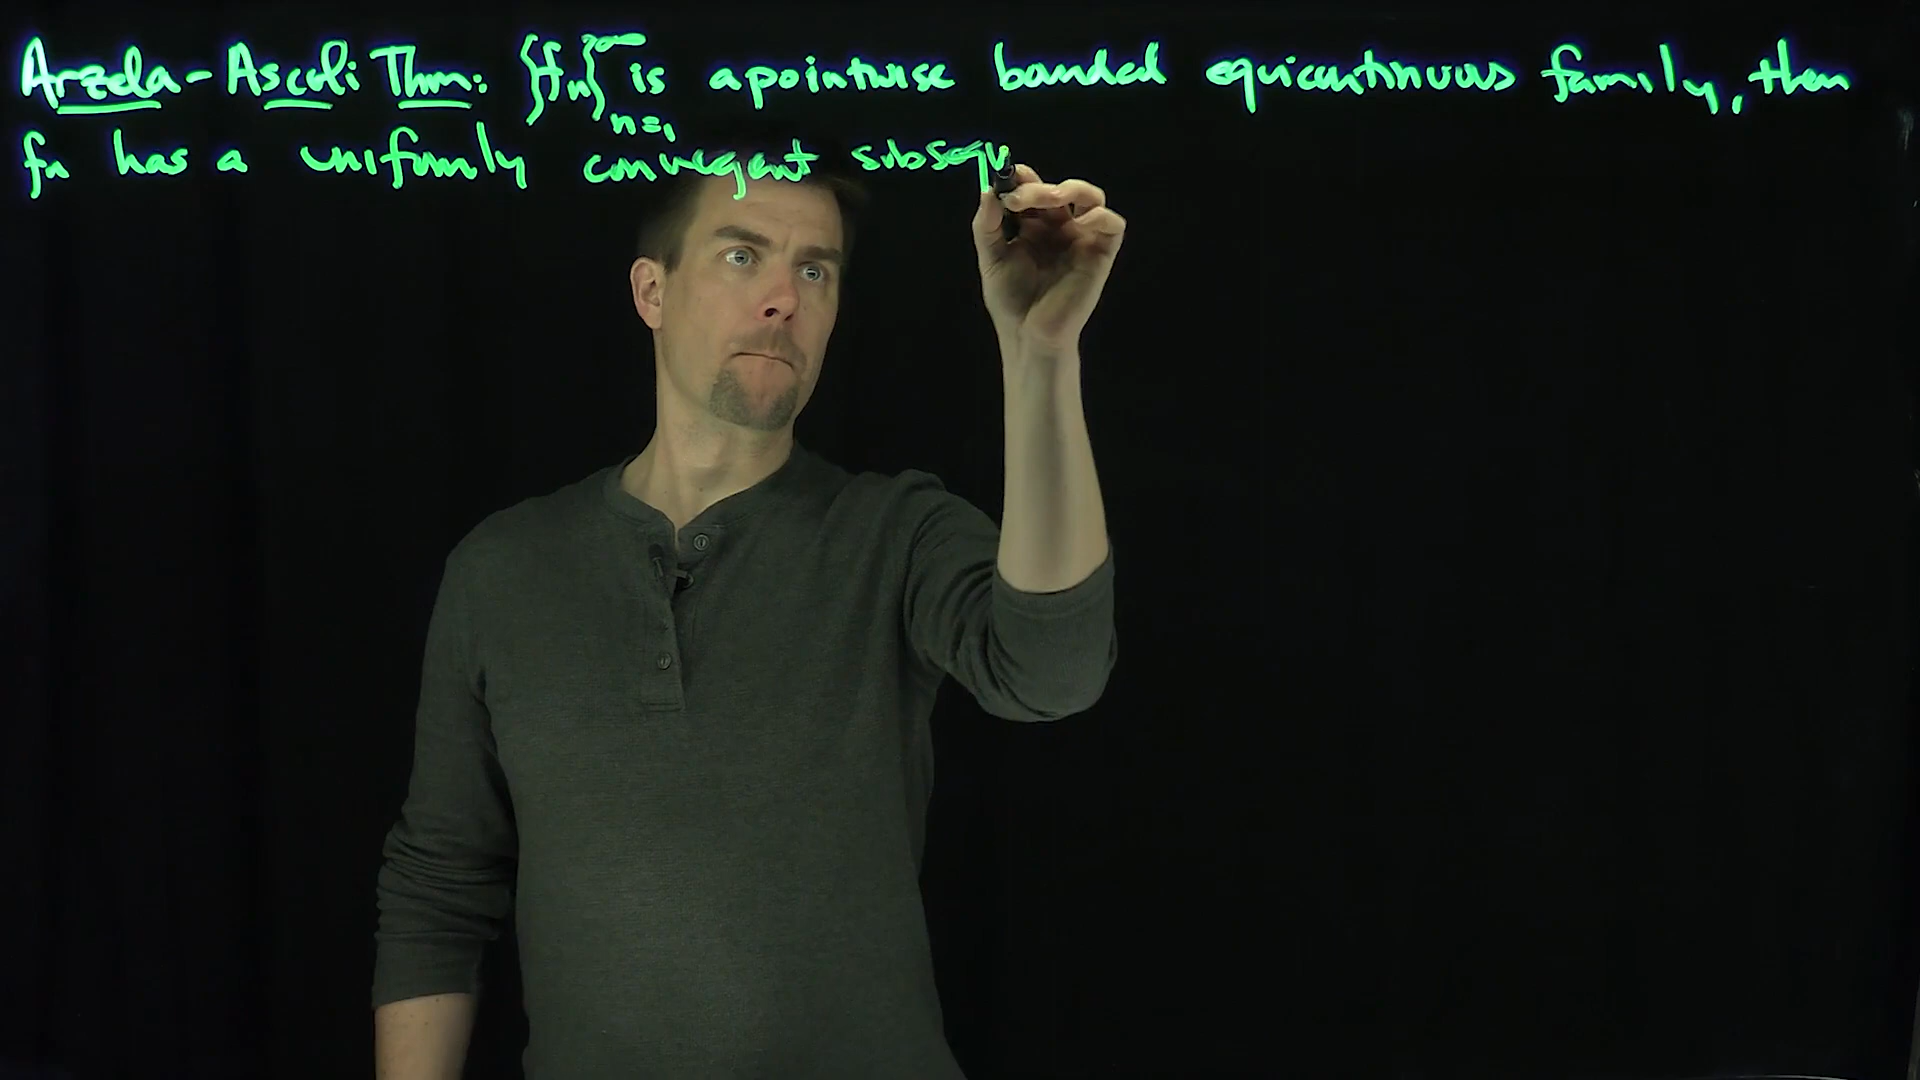 Arzela-Ascoli Thm: {fn}∞n=1 is a pointwise bounded equicontinuous family, then
fn has a uniformly convergent subsequ